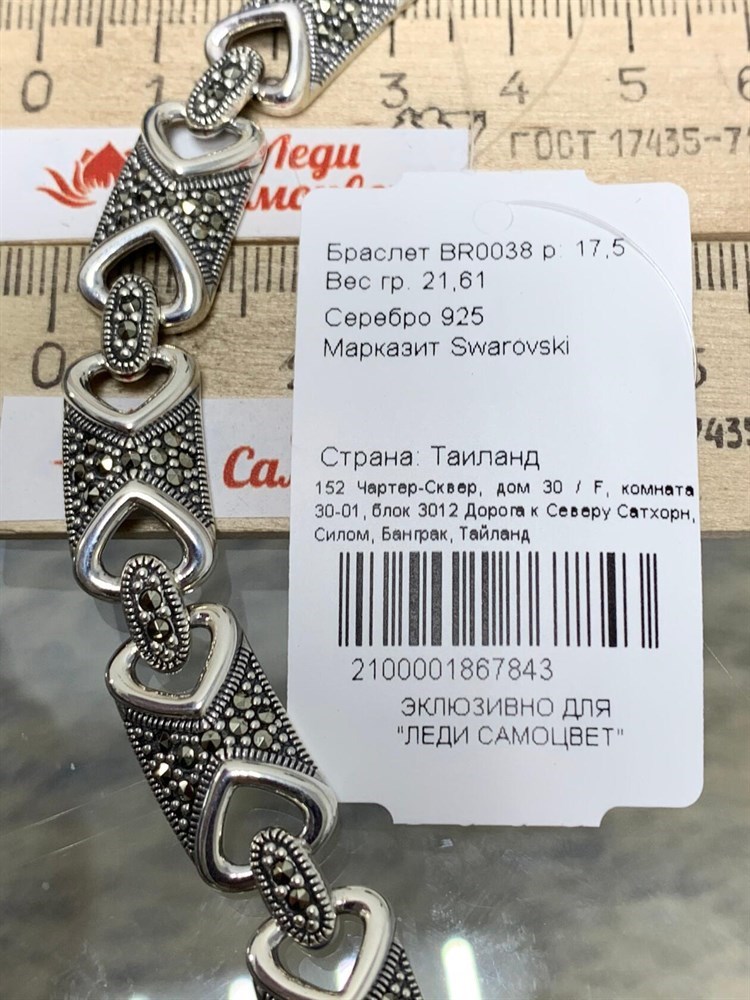 0 1 3 4 5 6
ГОСТ 17435-7
Леди
0
Браслет BR0038 р: 17,5
Вес гр. 21,61
Серебро 925
Марказит Swarovski
Страна: Таиланд
152 Чартер-Сквер, дом 30 / F, комната
30-01, блок 3012 Дорога к Северу Сатхорн,
Силом, Банграк, Тайланд
2100001867843
ЭКЛЮЗИВНО ДЛЯ
"ЛЕДИ САМОЦВЕТ"